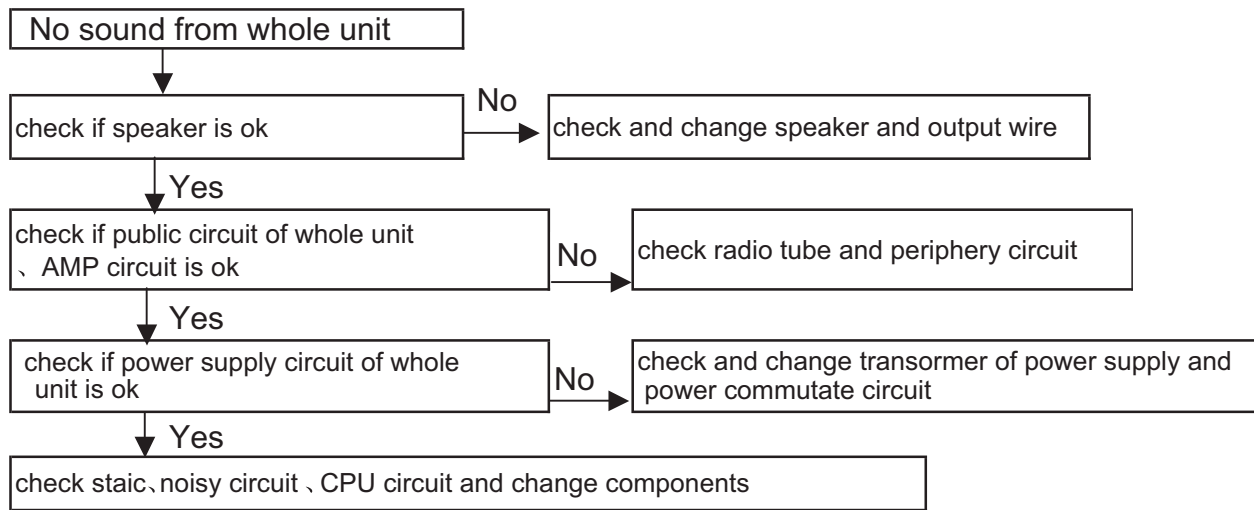 No sound from whole unit
check if speaker is ok
No
check and change speaker and output wire
Yes
check if public circuit of whole unit
、AMP circuit is ok
No
check radio tube and periphery circuit
Yes
check if power supply circuit of whole
unit is ok
No
check and change transormer of power supply and
power commutate circuit
Yes
check staic、noisy circuit 、CPU circuit and change components